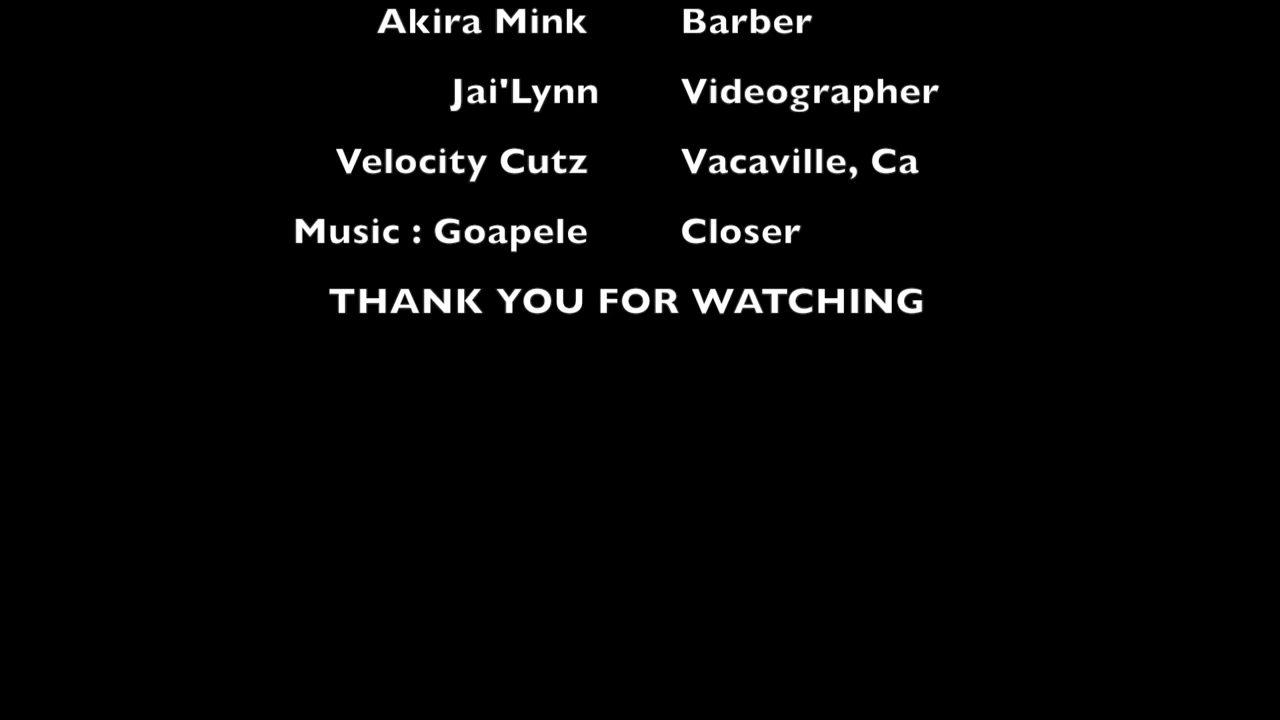 Akira Mink Barber
Jai'Lynn Videographer
Velocity Cutz Vacaville, Ca
Music : Goapele Closer
THANK YOU FOR WATCHING